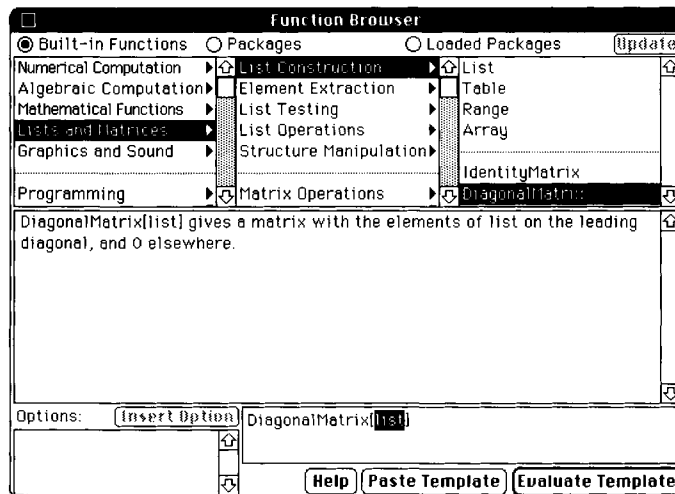 Function Browser
Built-in Functions Packages Loaded Packages Update
Numerical Computation
Algebraic Computation
Mathematical Functions
Lists and Matrices
Graphics and Sound
Programming
List Construction
Element Extraction
List Testing
List Operations
Structure Manipulation
Matrix Operations
List
Table
Range
Array
IdentityMatrix
DiagonalMatrix
DiagonalMatrix[list] gives a matrix with the elements of list on the leading
diagonal, and 0 elsewhere.
Options: Insert Option
DiagonalMatrix[list]
Help Paste Template Evaluate Template